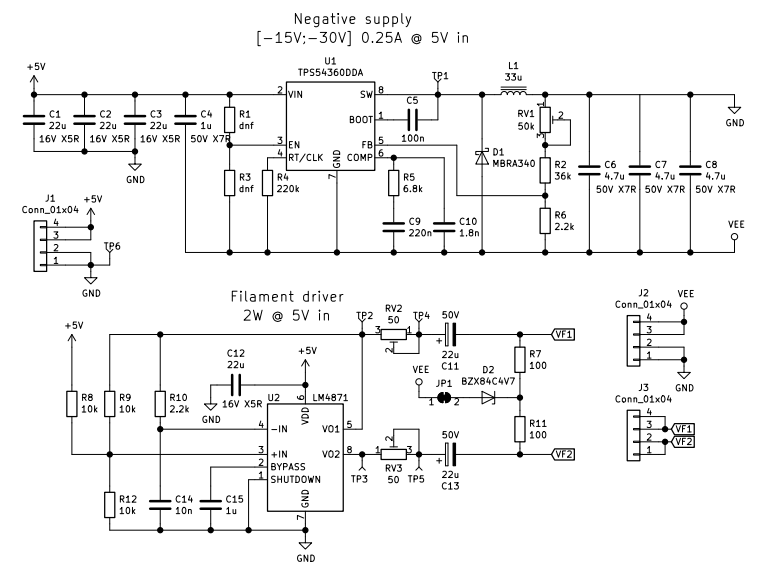 Negative supply
[-15V;-30V] 0.25A @ 5V in
+5V
C1
22u
16V X5R
C2
22u
16V X5R
C3
22u
16V X5R
GND
C4
1u
50V X7R
R1
dnf
R3
dnf
R4
220k
U1
TPS54360DDA
2
VIN
3
EN
4
RT/CLK
GND
7
SW
8
BOOT
1
FB
5
COMP
6
C5
100n
TP1
R5
6.8k
C9
220n
C10
1.8n
D1
MBRA340
L1
33u
RV1
50k
1
2
3
R2
36k
R6
2.2k
C6
4.7u
50V X7R
C7
4.7u
50V X7R
C8
4.7u
50V X7R
GND
VEE
J1
Conn_01x04
4
3
2
1
+5V
TP6
GND
Filament driver
2W @ 5V in
+5V
R8
10k
R9
10k
R10
2.2k
R12
10k
C14
10n
C15
1u
C12
22u
16V X5R
GND
+5V
U2
LM4871
6
VDD
4
-IN
3
+IN
2
BYPASS
1
SHUTDOWN
GND
7
GND
VO1
5
VO2
8
TP2
RV2
50
3
1
2
TP4
50V
+
22u
C11
VF1
R7
100
VEE
JP1
1
2
D2
BZX84C4V7
R11
100
TP3
RV3
50
1
3
2
TP5
50V
+
22u
C13
VF2
J2
Conn_01x04
4
3
2
1
VEE
GND
J3
Conn_01x04
4
3
2
1
VF1
VF2